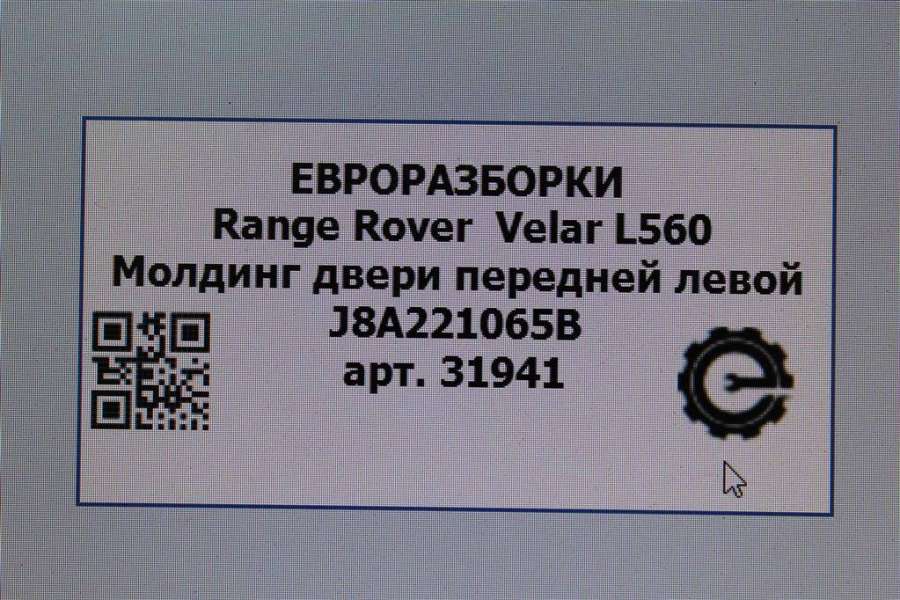 ЕВРОРАЗБОРКИ
Range Rover Velar L560
Молдинг двери передней левой
J8A221065B
арт. 31941